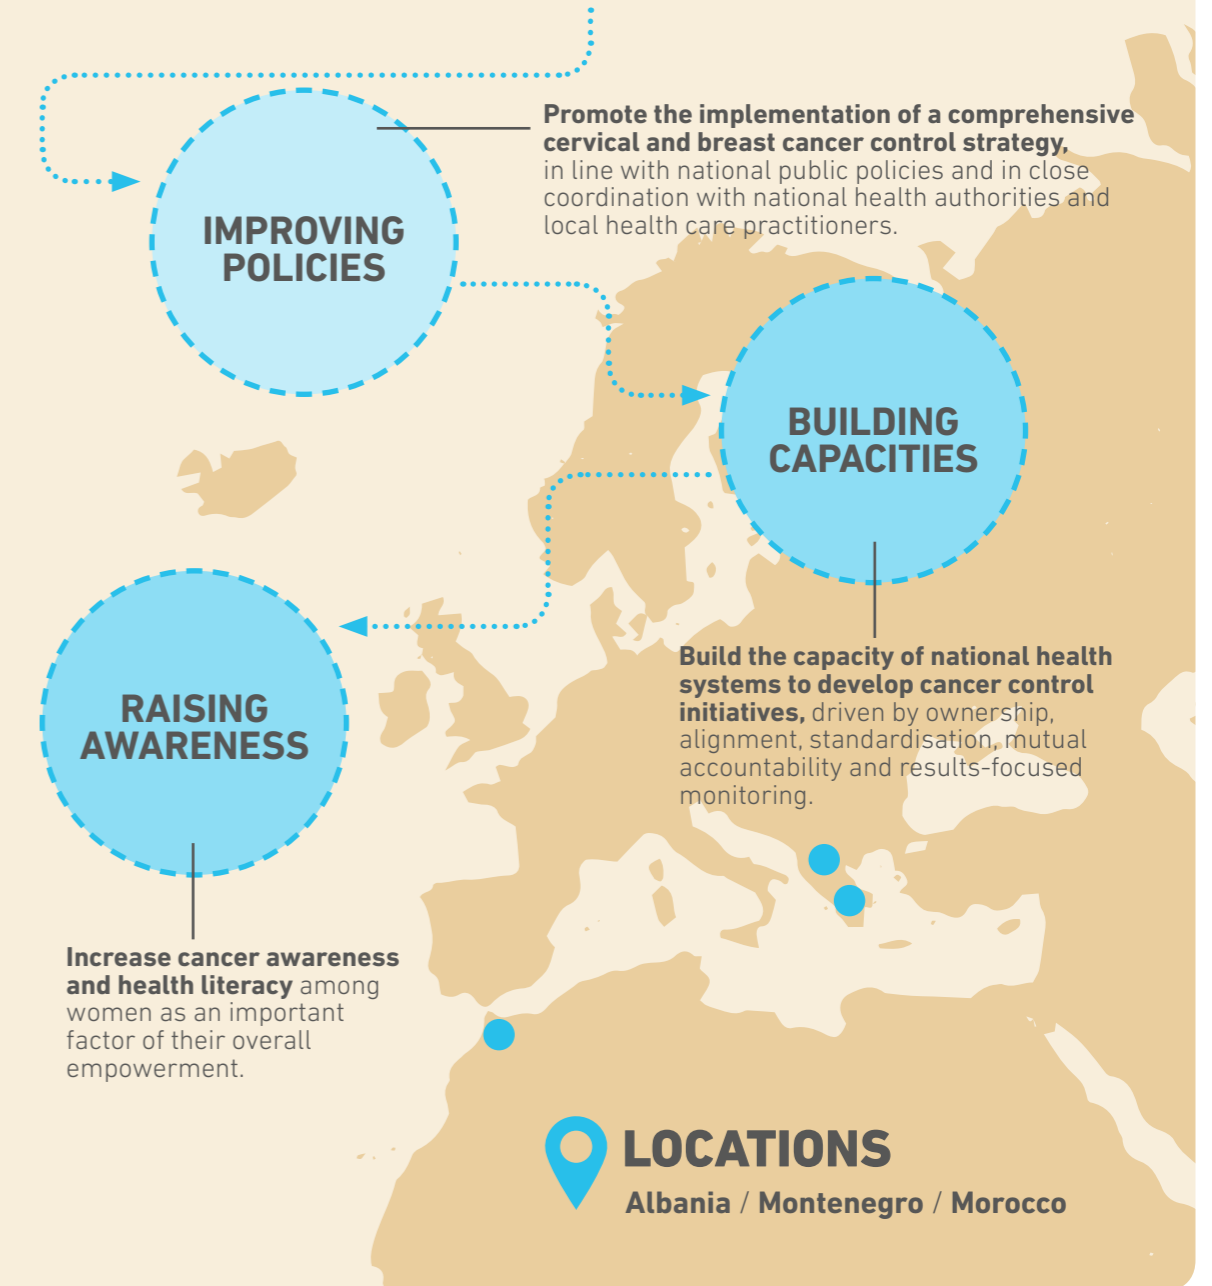 IMPROVING
POLICIES
Promote the implementation of a comprehensive
cervical and breast cancer control strategy,
in line with national public policies and in close
coordination with national health authorities and
local health care practitioners.
BUILDING
CAPACITIES
Build the capacity of national health
systems to develop cancer control
initiatives, driven by ownership,
alignment, standardisation, mutual
accountability and results-focused
monitoring.
RAISING
AWARENESS
Increase cancer awareness
and health literacy among
women as an important
factor of their overall
empowerment.
LOCATIONS
Albania / Montenegro / Morocco